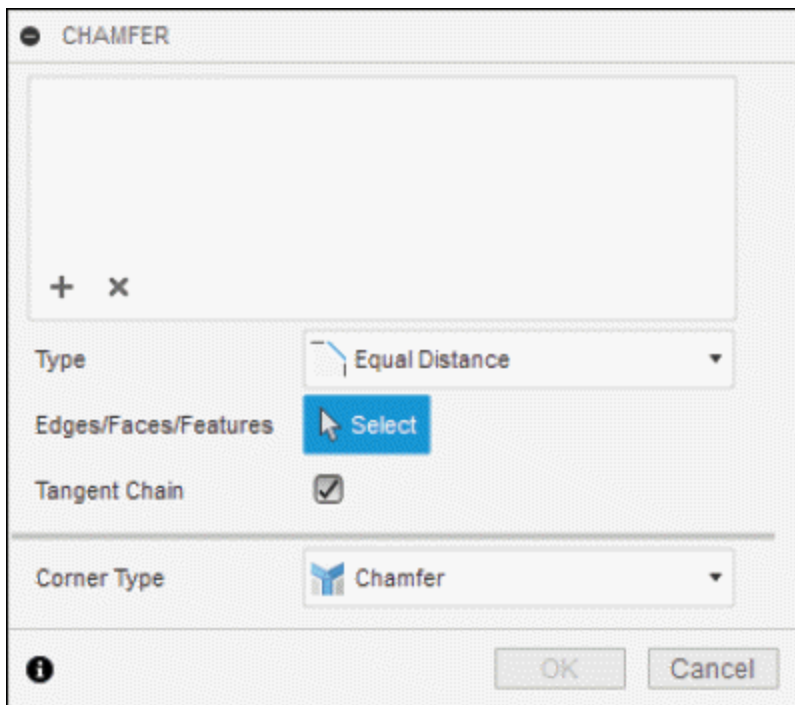 CHAMFER
Type Equal Distance
Edges/Faces/Features Select
Tangent Chain
Corner Type Chamfer
OK Cancel